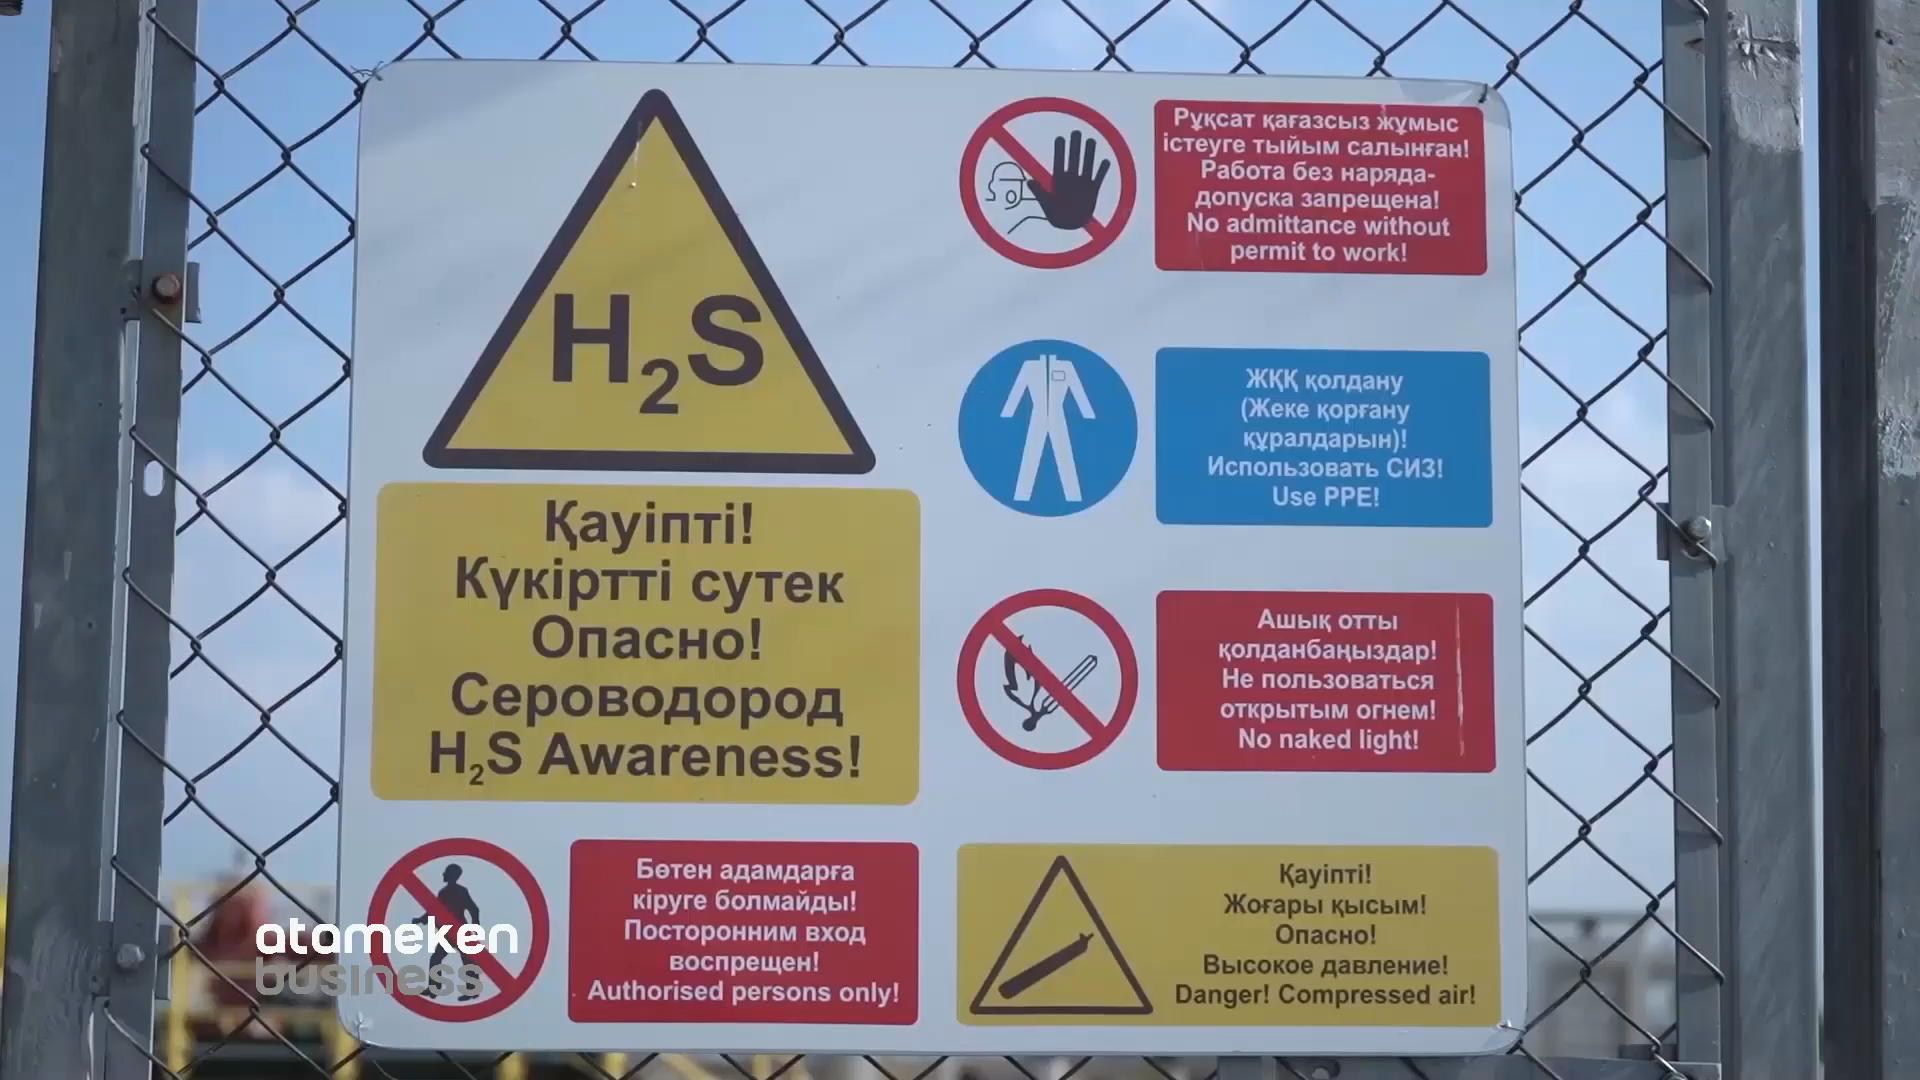 H₂S
Қауіпті!
Күкіртті сутек
Опасно!
Сероводород
H₂S Awareness!
Рұқсат қағазсыз жұмыс
істеуге тыйым салынған!
Работа без наряда-
допуска запрещена!
No admittance without
permit to work!
ЖҚҚ қолдану
(Жеке қорғану
құралдарын)!
Использовать СИЗ!
Use PPE!
Ашық отты
қолданбаңыздар!
Не пользоваться
открытым огнем!
No naked light!
Бөтен адамдарға
кіруге болмайды!
Посторонним вход
воспрещен!
Authorised persons only!
Қауіпті!
Жоғары қысым!
Опасно!
Высокое давление!
Danger! Compressed air!
atameken
business